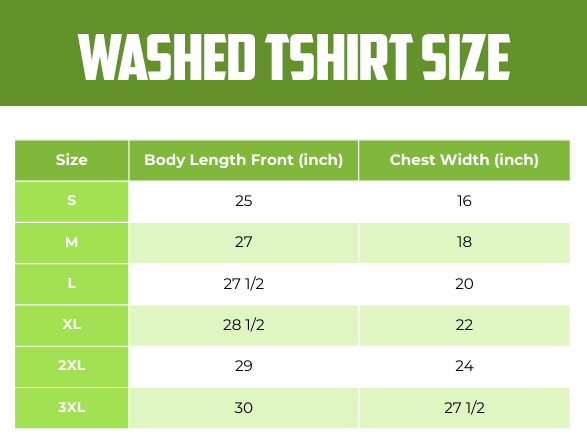 WASHED TSHIRT SIZE
Size Body Length Front (inch) Chest Width (inch)
S 25 16
M 27 18
L 27 1/2 20
XL 28 1/2 22
2XL 29 24
3XL 30 27 1/2